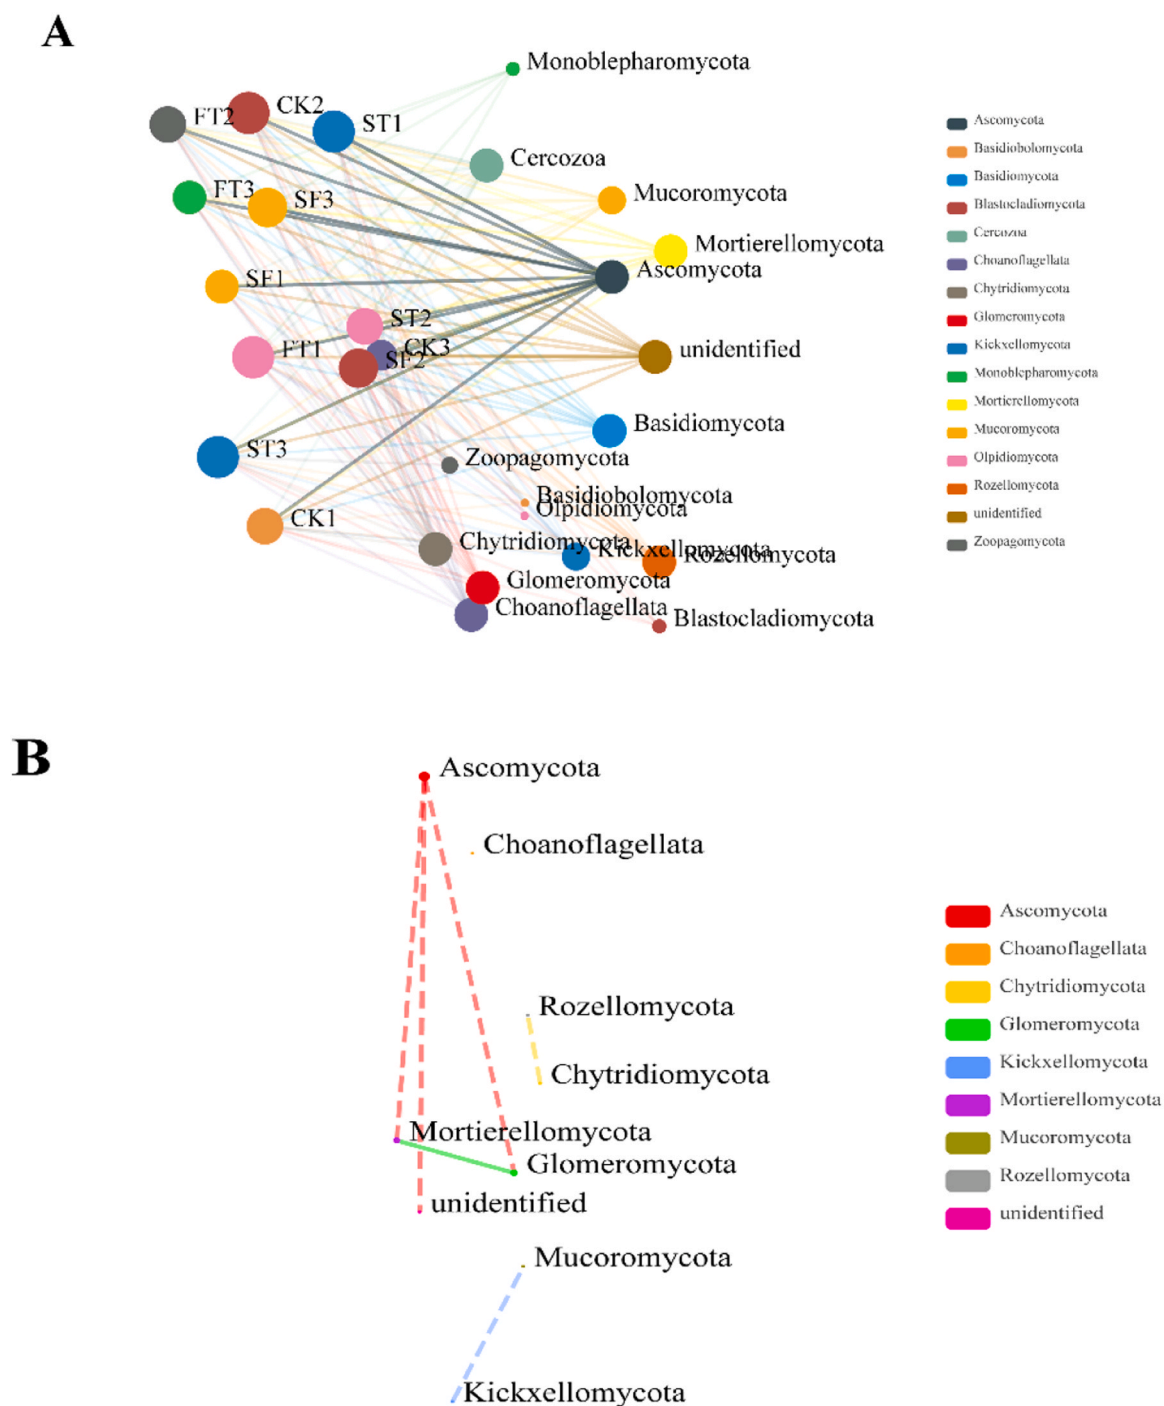 A
Monoblepharomycota
FT2
CK2
ST1
Cercozoa
FT3
SF3
Mucoromycota
Mortierellomycota
Ascomycota
SF1
ST2
CK3
FT1
SF2
unidentified
Basidiomycota
ST3
Zoopagomycota
Basidiobolomycota
Olpidiomycota
CK1
Chytridiomycota
Kickxellomycota
Rozellomycota
Glomeromycota
Choanoflagellata
Blastocladiomycota
Ascomycota
Basidiobolomycota
Basidiomycota
Blastocladiomycota
Cercozoa
Choanoflagellata
Chytridiomycota
Glomeromycota
Kickxellomycota
Monoblepharomycota
Mortierellomycota
Mucoromycota
Olpidiomycota
Rozellomycota
unidentified
Zoopagomycota
B
Ascomycota
Choanoflagellata
Rozellomycota
Chytridiomycota
Mortierellomycota
Glomeromycota
unidentified
Mucoromycota
Kickxellomycota
Ascomycota
Choanoflagellata
Chytridiomycota
Glomeromycota
Kickxellomycota
Mortierellomycota
Mucoromycota
Rozellomycota
unidentified